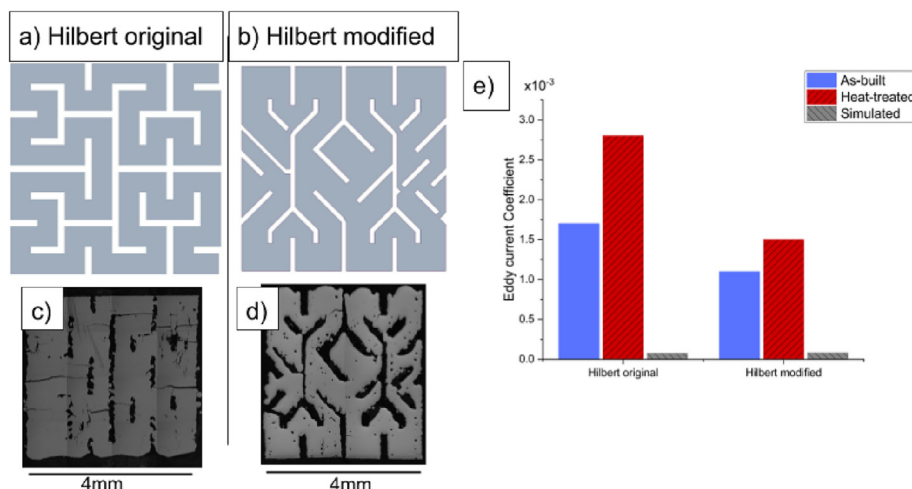 a) Hilbert original
b) Hilbert modified
c)
d)
4mm
4mm
e)
x10⁻³
As-built
Heat-treated
Simulated
Eddy current Coefficient
3.0
2.5
2.0
1.5
1.0
0.5
0.0
Hilbert original
Hilbert modified